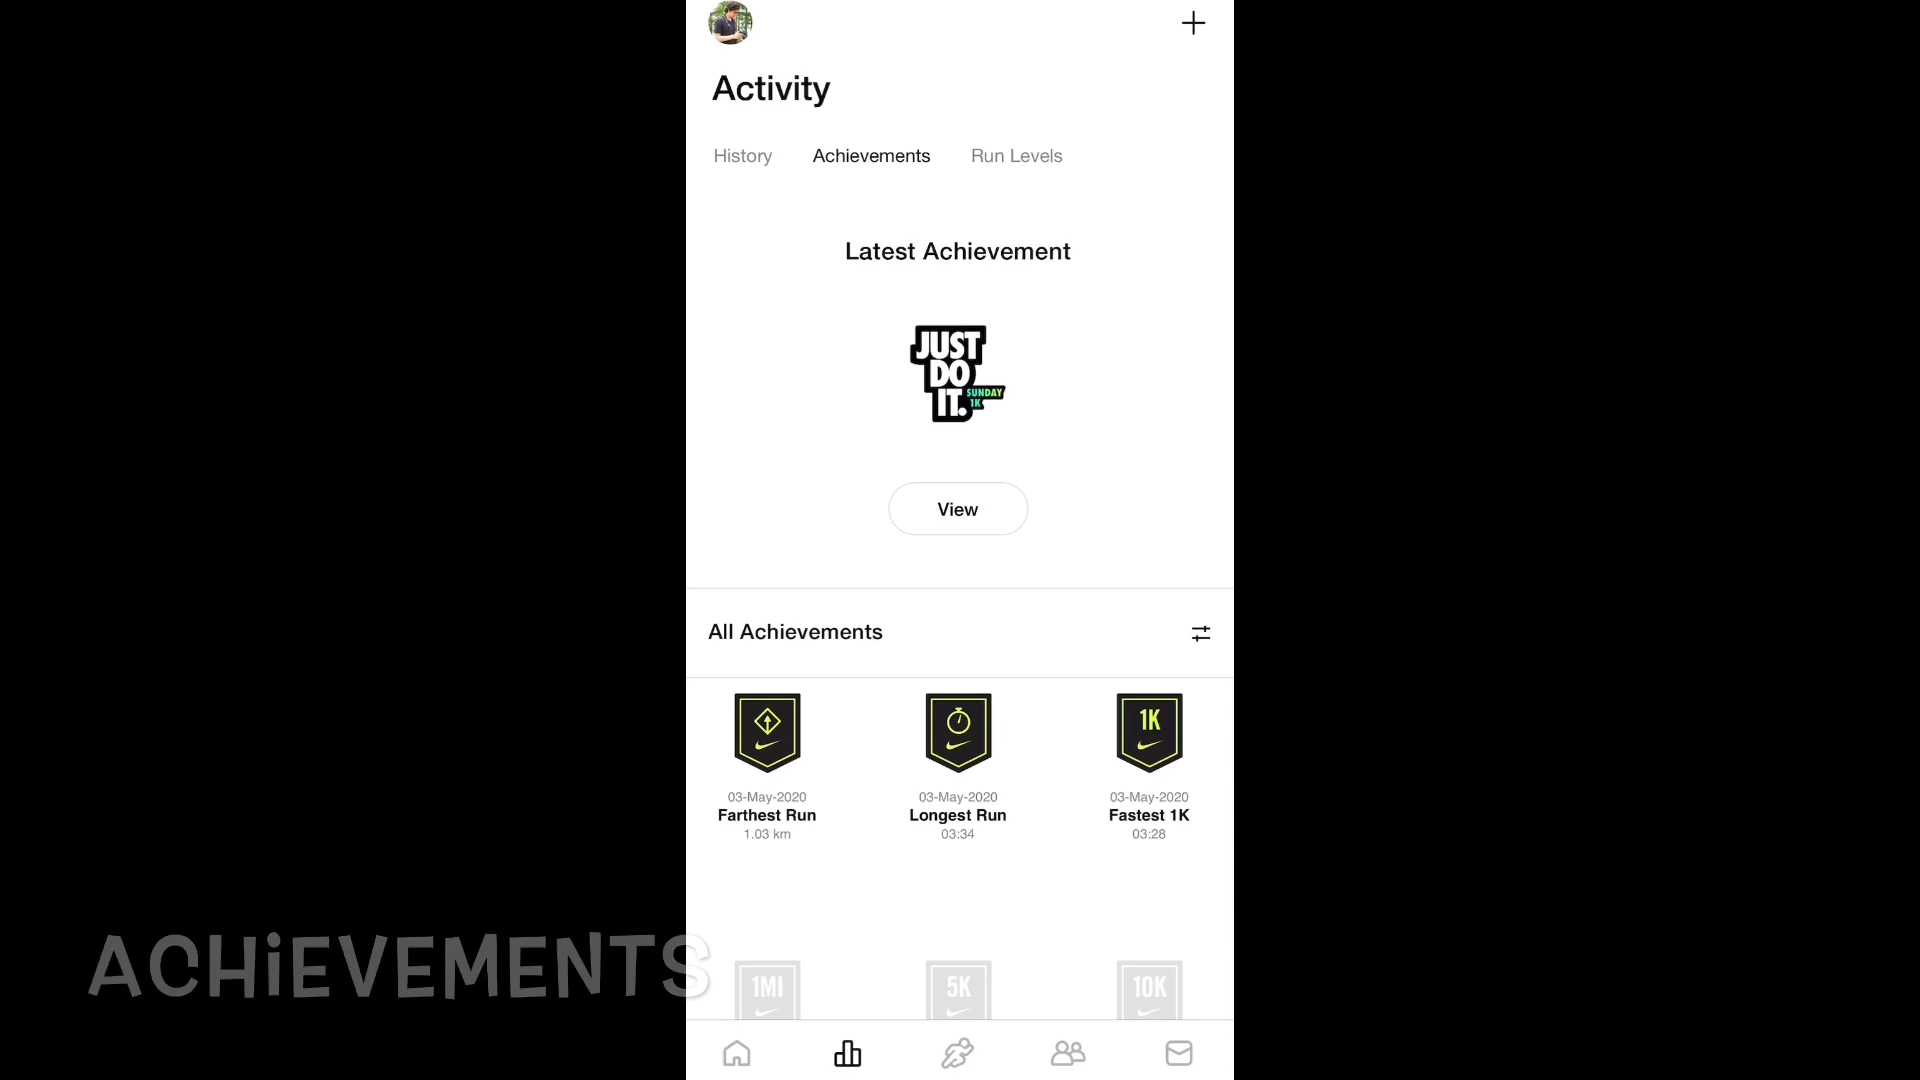 Activity
History Achievements Run Levels
Latest Achievement
JUST
DO
IT.
SUNDAY
1K
View
All Achievements
1K
03-May-2020 03-May-2020 03-May-2020
Farthest Run Longest Run Fastest 1K
1.03 km 03:34 03:28
ACHiEVEMENTS
1MI 5K 10K